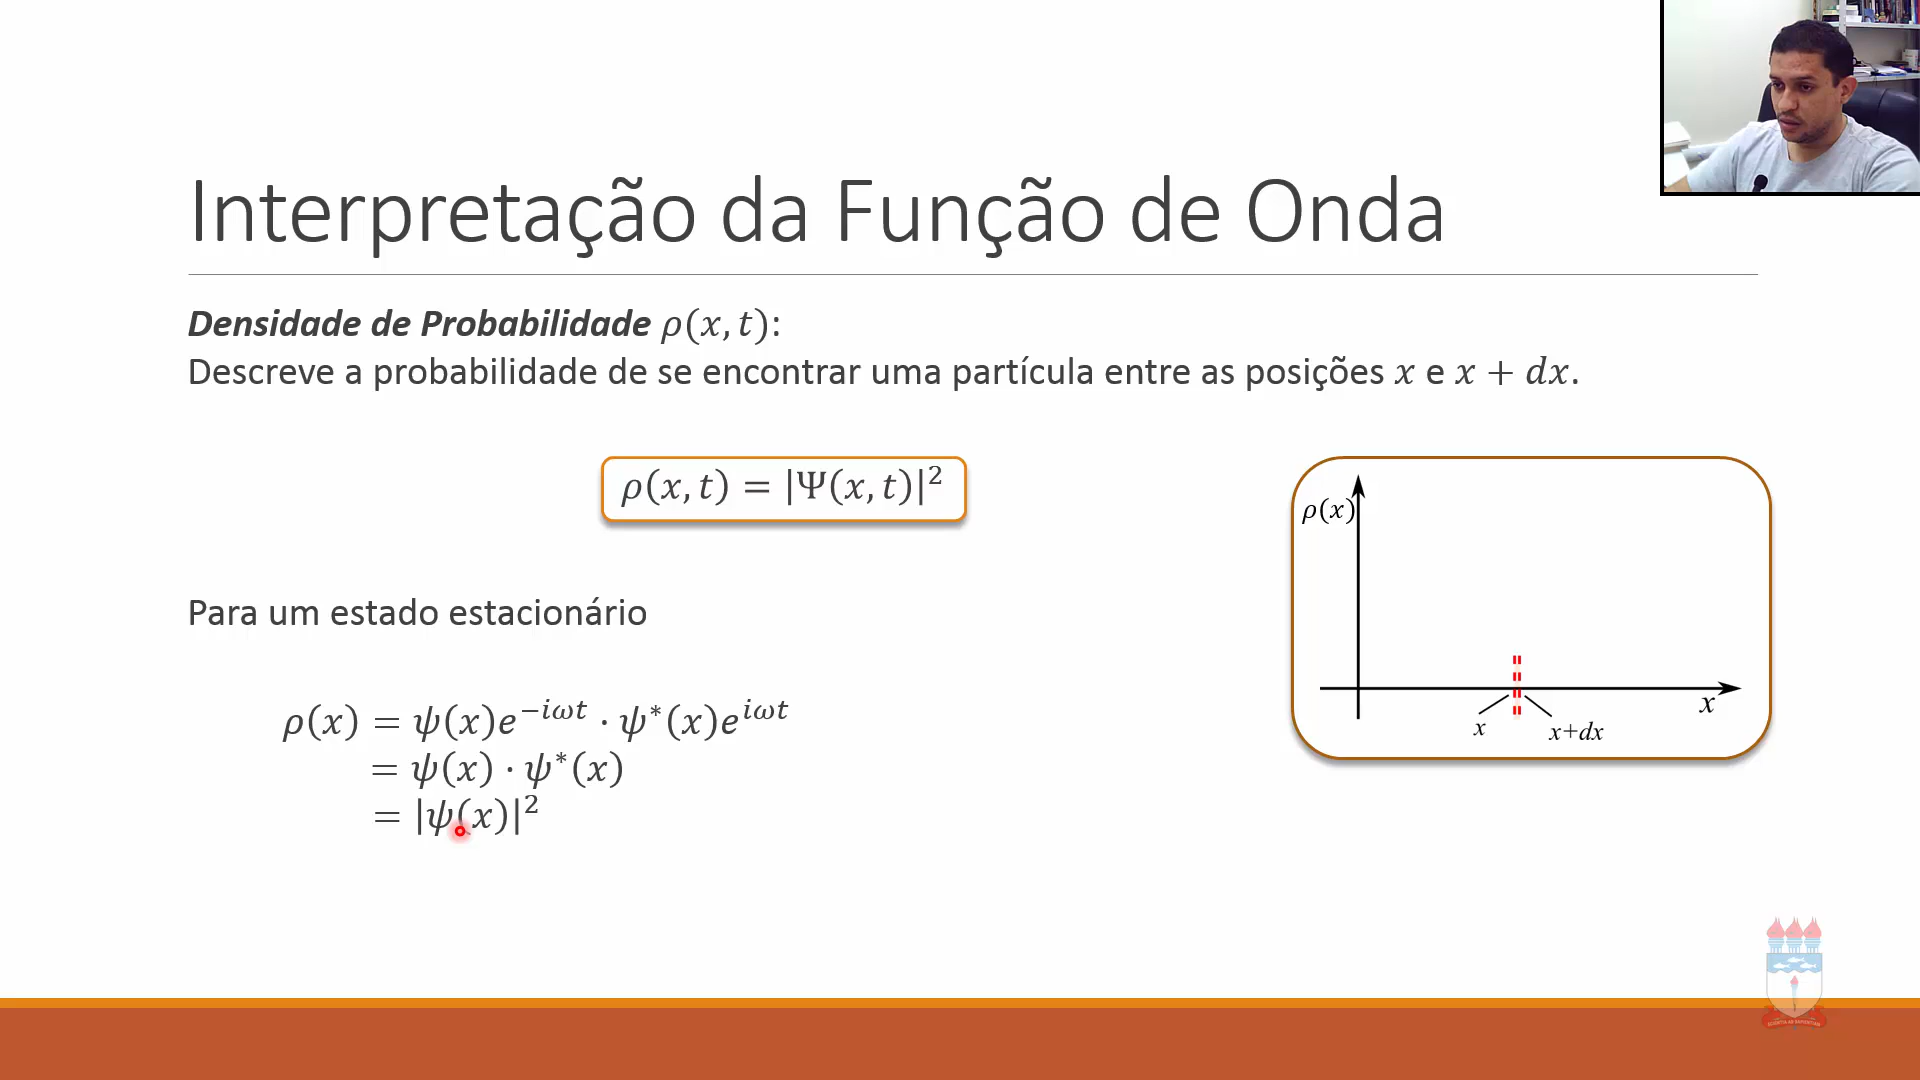 Interpretação da Função de Onda
Densidade de Probabilidade ρ(x, t):
Descreve a probabilidade de se encontrar uma partícula entre as posições x e x + dx.
ρ(x, t) = |Ψ(x, t)|²
Para um estado estacionário
ρ(x) = ψ(x)e^{−iωt} · ψ*(x)e^{iωt}
= ψ(x) · ψ*(x)
= |ψ(x)|²
ρ(x)
x
x
x+dx